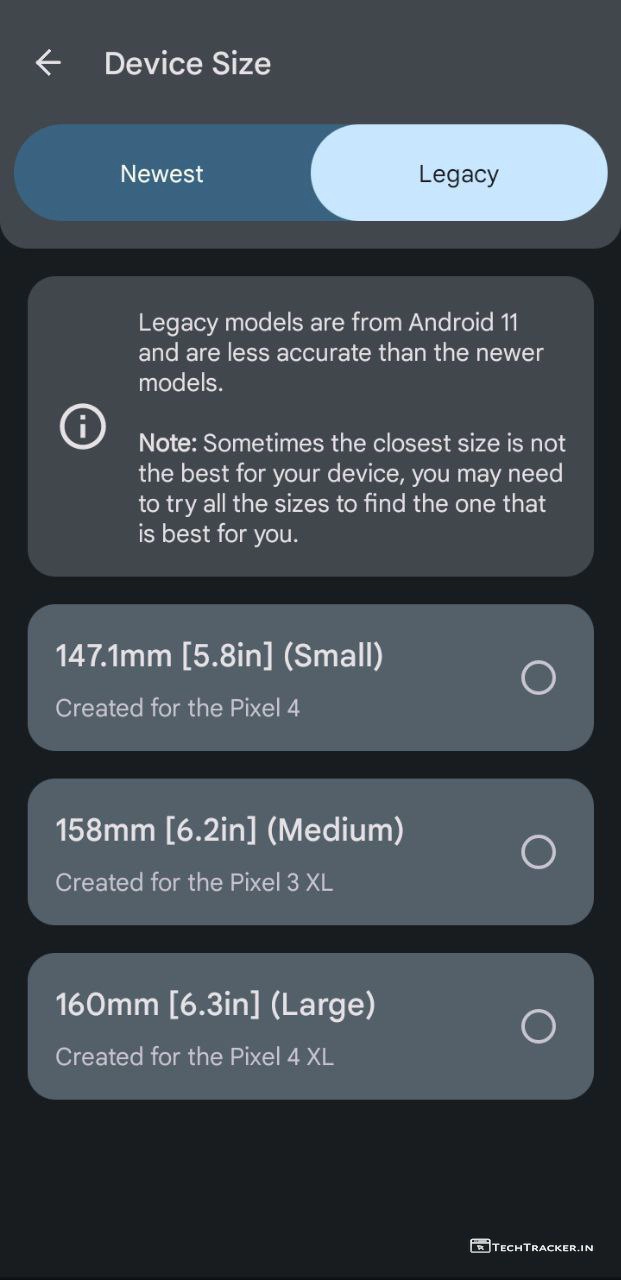 Device Size
Newest
Legacy
Legacy models are from Android 11
and are less accurate than the newer
models.
Note: Sometimes the closest size is not
the best for your device, you may need
to try all the sizes to find the one that
is best for you.
147.1mm [5.8in] (Small)
Created for the Pixel 4
158mm [6.2in] (Medium)
Created for the Pixel 3 XL
160mm [6.3in] (Large)
Created for the Pixel 4 XL
TECHTRACKER.IN